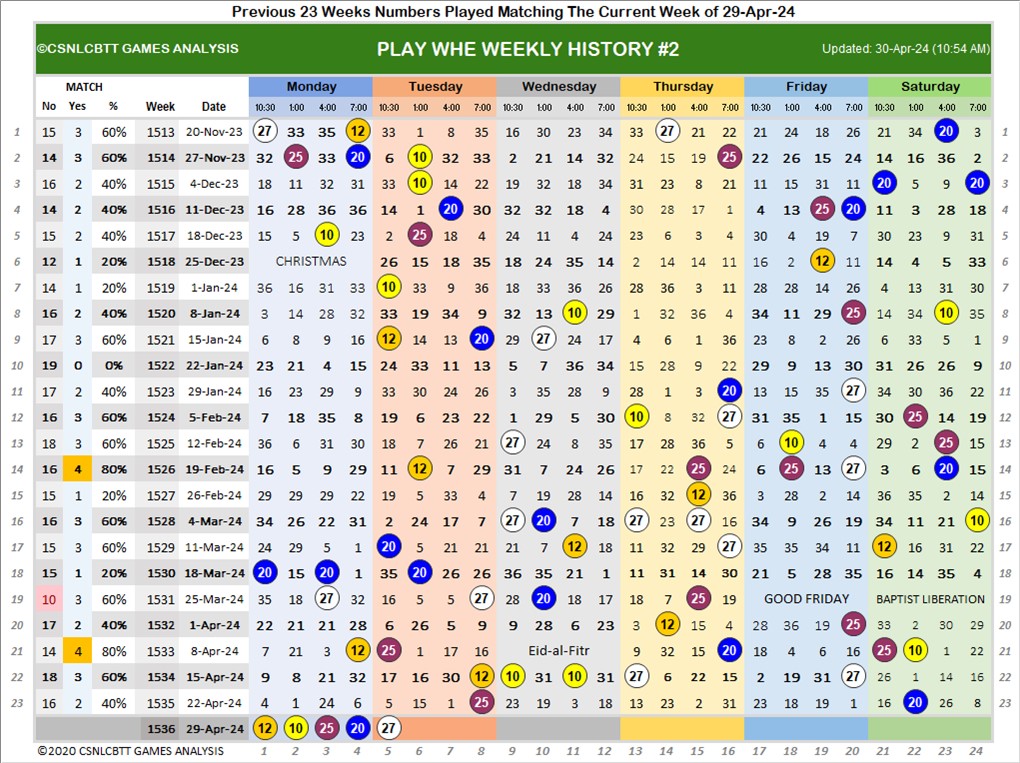 Previous 23 Weeks Numbers Played Matching The Current Week of 29-Apr-24
©CSNLCBTT GAMES ANALYSIS PLAY WHE WEEKLY HISTORY #2 Updated: 30-Apr-24 (10:54 AM)
MATCH Monday Tuesday Wednesday Thursday Friday Saturday
No Yes % Week Date 10:30 1:00 4:00 7:00 10:30 1:00 4:00 7:00 10:30 1:00 4:00 7:00 10:30 1:00 4:00 7:00 10:30 1:00 4:00 7:00 10:30 1:00 4:00 7:00
1 15 3 60% 1513 20-Nov-23 27 33 35 12 33 1 8 35 16 30 23 34 33 27 21 22 21 24 18 26 21 34 20 3 1
2 14 3 60% 1514 27-Nov-23 32 25 33 20 6 10 32 33 2 21 14 32 24 15 19 25 22 26 15 24 14 16 36 2 2
3 16 2 40% 1515 4-Dec-23 18 11 32 31 33 10 14 22 19 32 18 34 31 23 8 21 11 15 31 11 20 5 9 20 3
4 14 2 40% 1516 11-Dec-23 16 28 36 36 14 1 20 30 32 32 18 4 30 28 17 1 4 13 25 20 11 3 28 18 4
5 15 2 40% 1517 18-Dec-23 15 5 10 23 2 25 18 4 24 11 4 24 23 6 3 4 30 4 19 7 30 23 9 31 5
6 12 1 20% 1518 25-Dec-23 CHRISTMAS 26 15 18 35 18 24 35 14 2 14 14 11 16 2 12 11 14 4 5 33 6
7 14 1 20% 1519 1-Jan-24 36 16 31 33 10 33 9 36 18 33 36 26 28 36 3 11 28 28 14 26 4 13 31 30 7
8 16 2 40% 1520 8-Jan-24 3 14 28 32 33 19 34 9 32 13 10 29 1 32 36 4 34 11 29 25 14 34 10 35 8
9 17 3 60% 1521 15-Jan-24 6 8 9 16 12 14 13 20 29 27 24 17 4 6 1 36 23 8 2 26 6 33 5 1 9
10 19 0 0% 1522 22-Jan-24 23 21 4 15 24 33 11 13 5 7 36 34 15 28 9 22 29 9 13 30 31 26 26 9 10
11 17 2 40% 1523 29-Jan-24 16 23 29 9 33 30 24 26 3 35 28 9 28 1 3 20 13 15 35 27 34 30 36 22 11
12 16 3 60% 1524 5-Feb-24 7 18 35 8 19 6 23 22 1 29 5 30 10 8 32 27 31 35 1 15 30 25 14 19 12
13 18 3 60% 1525 12-Feb-24 36 6 31 30 18 7 26 21 27 24 8 35 17 28 36 5 6 10 4 4 29 2 25 15 13
14 16 4 80% 1526 19-Feb-24 16 5 9 29 11 12 7 29 31 7 24 26 17 22 25 24 6 25 13 27 3 6 20 15 14
15 15 1 20% 1527 26-Feb-24 29 29 29 22 19 5 33 4 7 19 28 14 16 32 12 36 3 28 2 14 36 35 2 14 15
16 16 3 60% 1528 4-Mar-24 34 26 22 31 2 24 17 7 27 20 7 18 27 23 27 16 34 9 26 19 34 11 21 10 16
17 15 3 60% 1529 11-Mar-24 24 29 5 1 20 5 21 21 21 7 12 18 11 32 29 27 35 35 34 11 12 16 31 22 17
18 15 1 20% 1530 18-Mar-24 20 15 20 1 35 20 26 26 36 35 21 1 11 31 14 30 21 5 28 35 16 14 35 4 18
19 10 3 60% 1531 25-Mar-24 35 18 27 32 16 5 5 27 28 20 18 17 18 7 25 19 GOOD FRIDAY BAPTIST LIBERATION 19
20 17 2 40% 1532 1-Apr-24 22 21 21 28 6 26 5 9 9 28 6 23 3 12 15 4 28 36 19 25 33 2 30 29 20
21 14 4 80% 1533 8-Apr-24 7 21 3 12 25 1 17 16 Eid-al-Fitr 9 32 15 20 18 4 6 16 25 10 1 22 21
22 18 3 60% 1534 15-Apr-24 9 8 21 32 17 16 30 12 10 31 10 31 27 6 22 15 2 19 31 27 26 1 14 16 22
23 16 2 40% 1535 22-Apr-24 4 1 24 6 5 15 1 25 23 19 3 18 13 23 2 31 23 18 19 1 16 20 26 8 23
1536 29-Apr-24 12 10 25 20 27
©2020 CSNLCBTT GAMES ANALYSIS 1 2 3 4 5 6 7 8 9 10 11 12 13 14 15 16 17 18 19 20 21 22 23 24